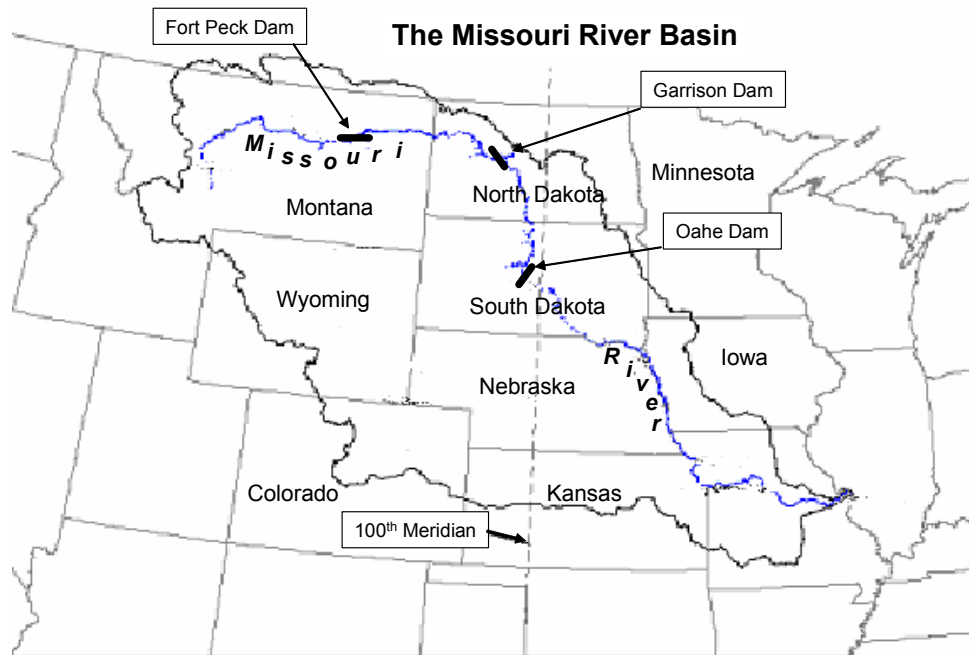 Fort Peck Dam
The Missouri River Basin
Garrison Dam
Missouri
Minnesota
North Dakota
Montana
Oahe Dam
Wyoming
South Dakota
River
Iowa
Nebraska
Colorado
Kansas
100th Meridian